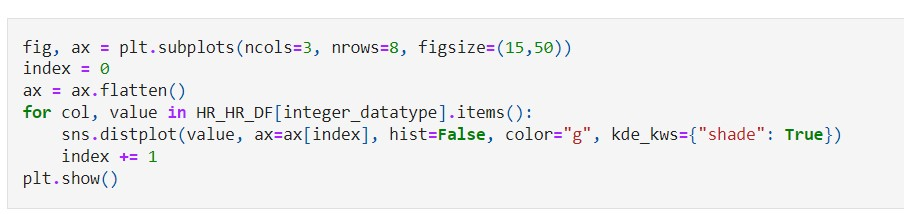 fig, ax = plt.subplots(ncols=3, nrows=8, figsize=(15,50))
index = 0
ax = ax.flatten()
for col, value in HR_HR_DF[integer_datatype].items():
    sns.distplot(value, ax=ax[index], hist=False, color="g", kde_kws={"shade": True})
    index += 1
plt.show()